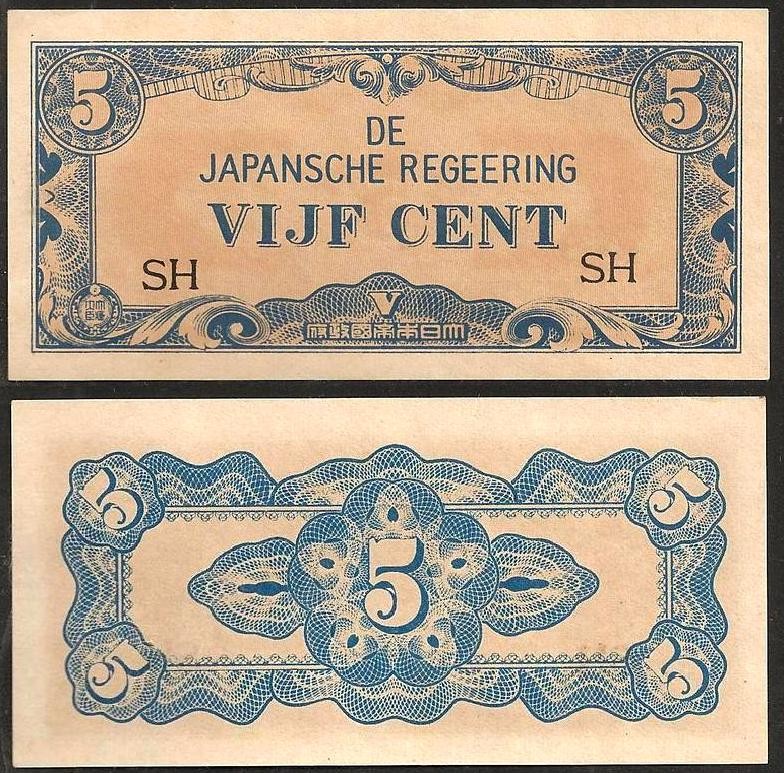 5 5
DE
JAPANSCHE REGEERING
VIJF CENT
SH SH
V
大日本帝國政府
5 5
5
5 5